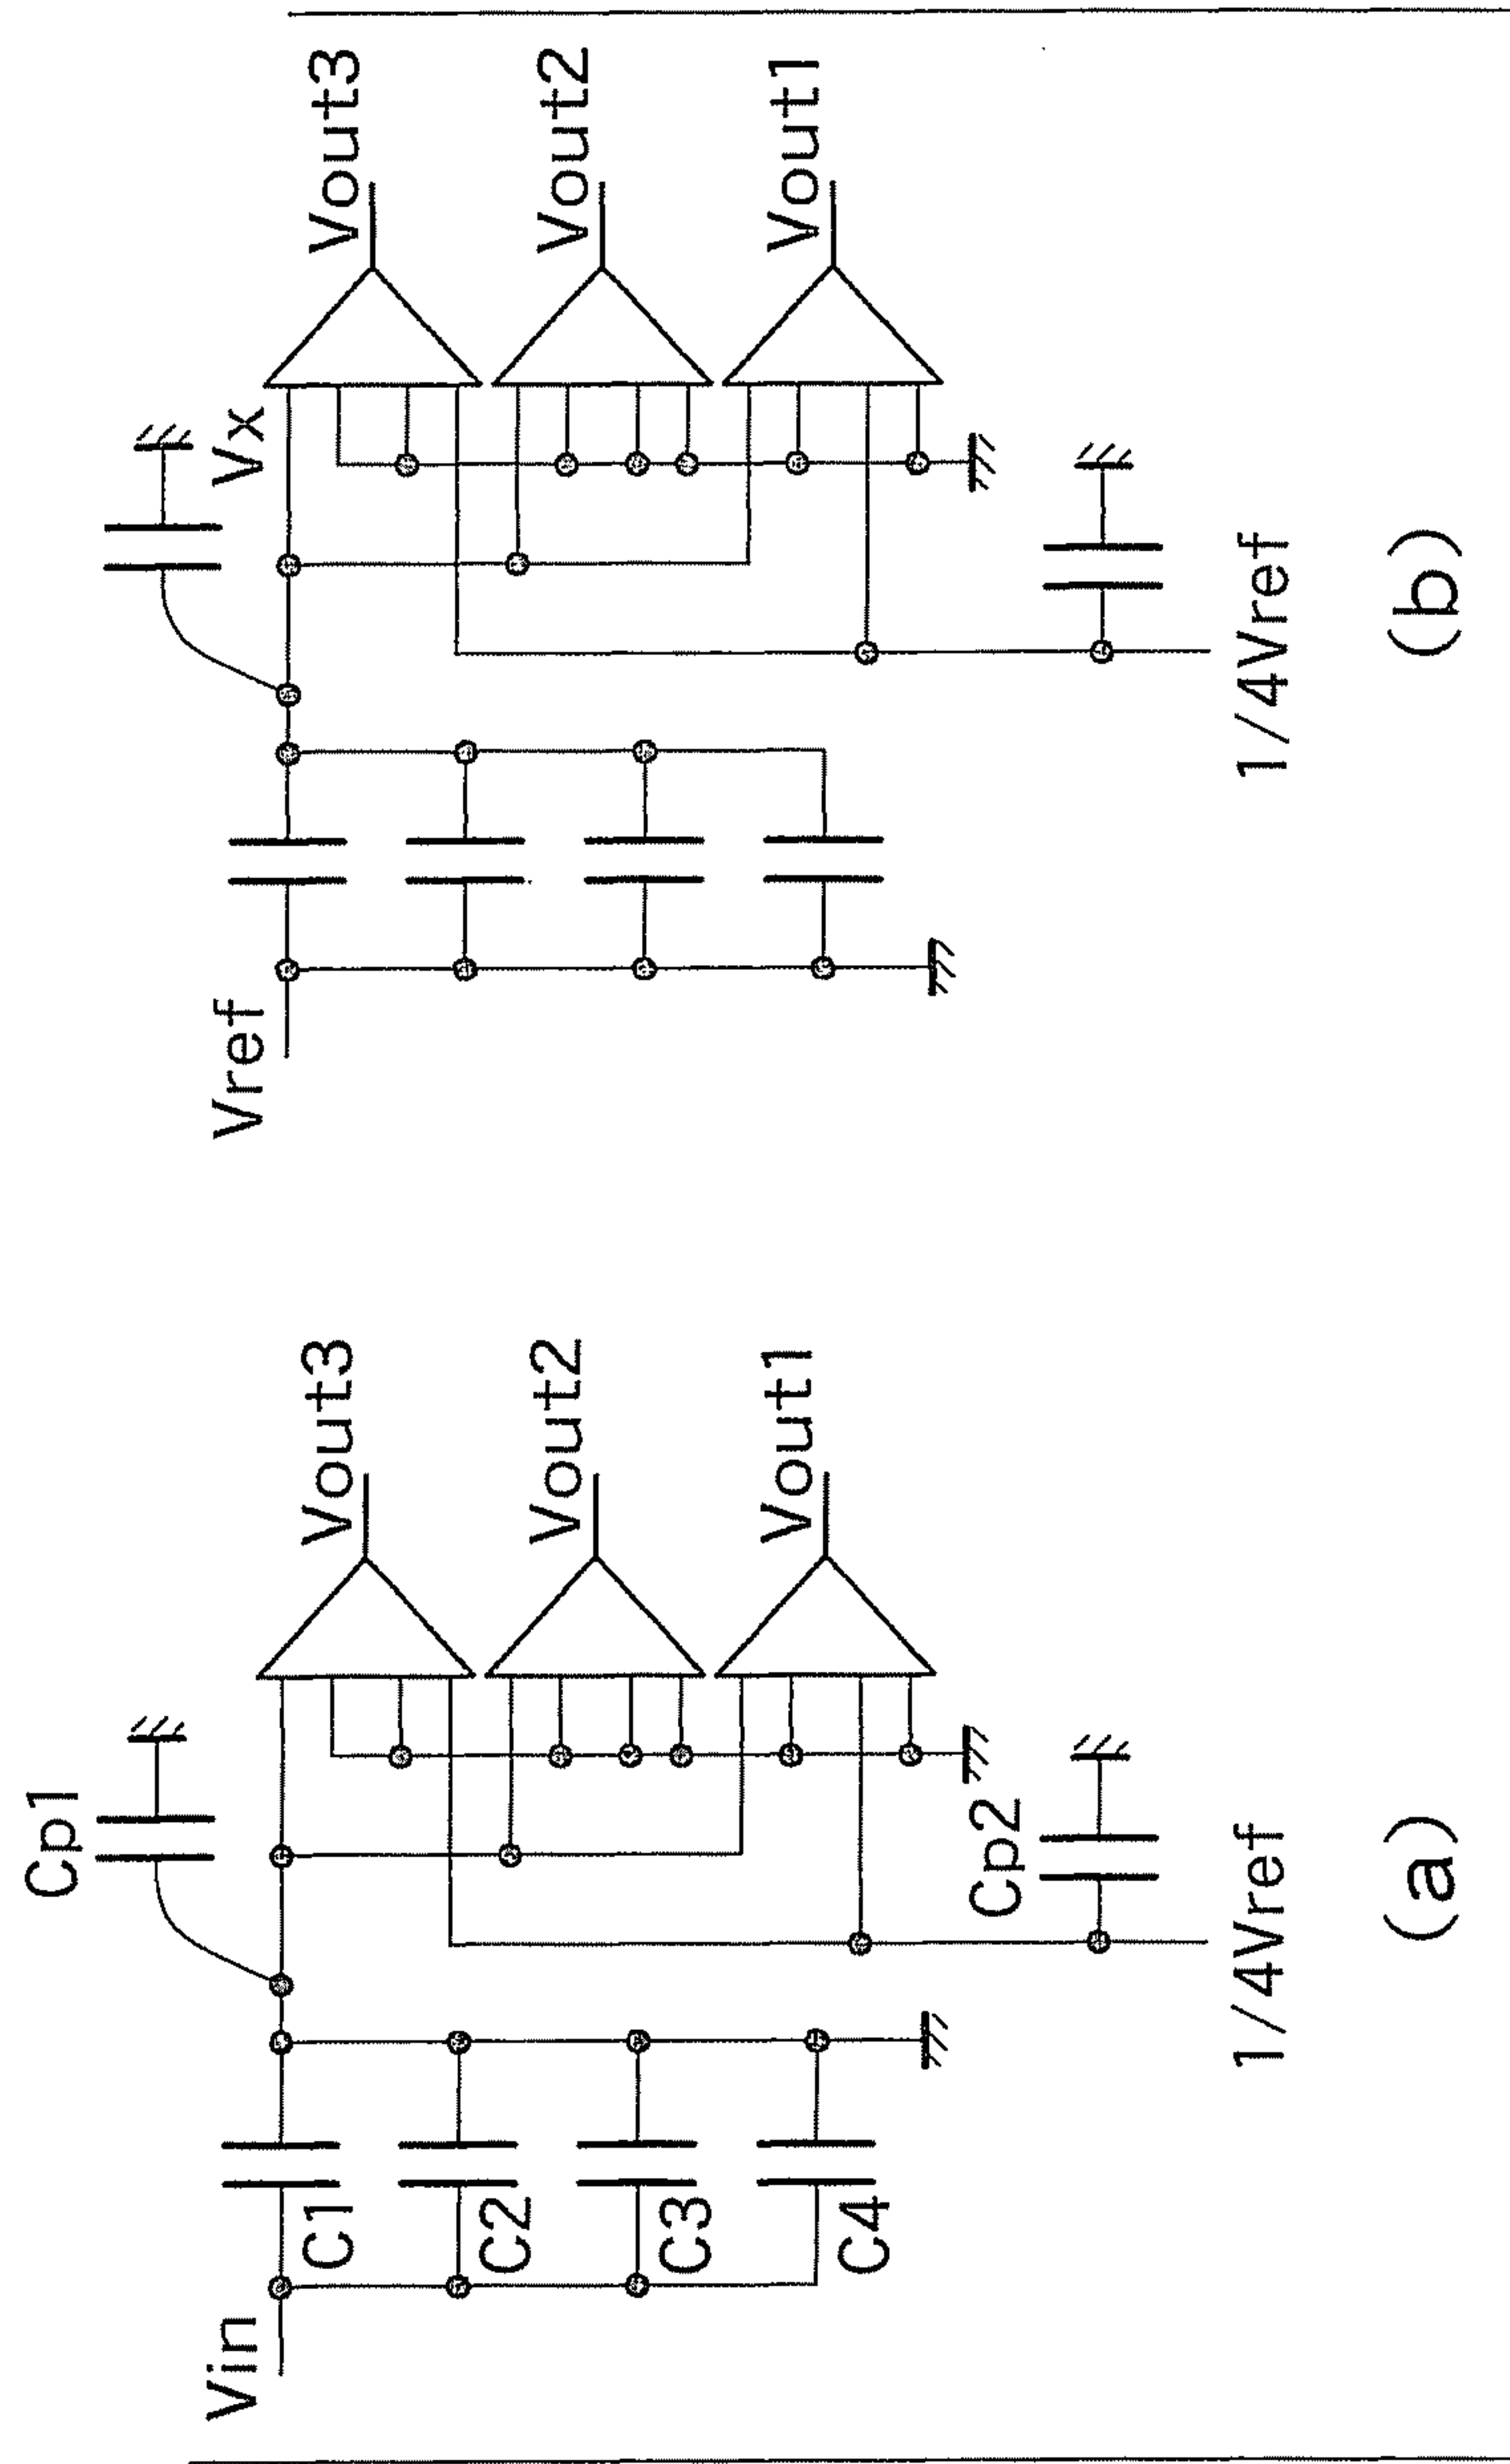 Cp1
Vin
C1
C2
C3
C4
Vout3
Vout2
Vout1
Cp2
1/4Vref
(a)
Vref
Vx
Vout3
Vout2
Vout1
1/4Vref
(b)